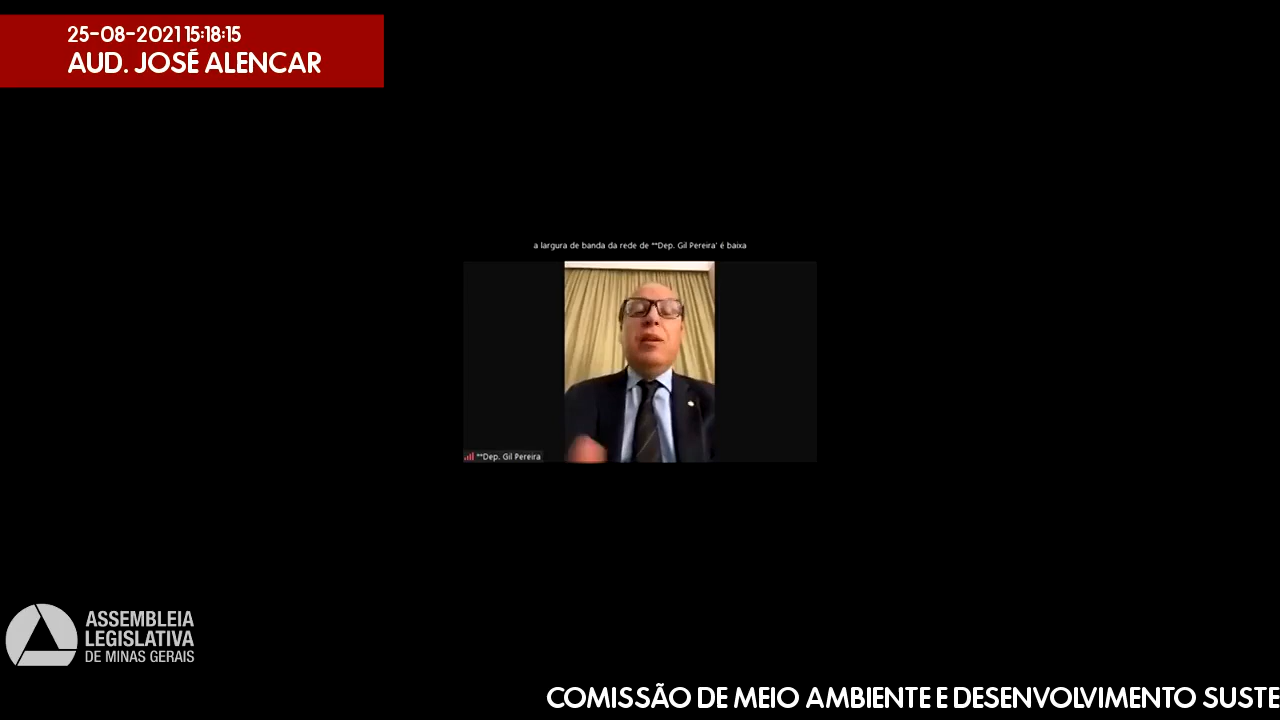 25-08-2021 15:18:15
AUD. JOSÉ ALENCAR
a largura de banda da rede de **Dep. Gil Pereira' é baixa
**Dep. Gil Pereira
ASSEMBLEIA
LEGISLATIVA
DE MINAS GERAIS
COMISSÃO DE MEIO AMBIENTE E DESENVOLVIMENTO SUSTE